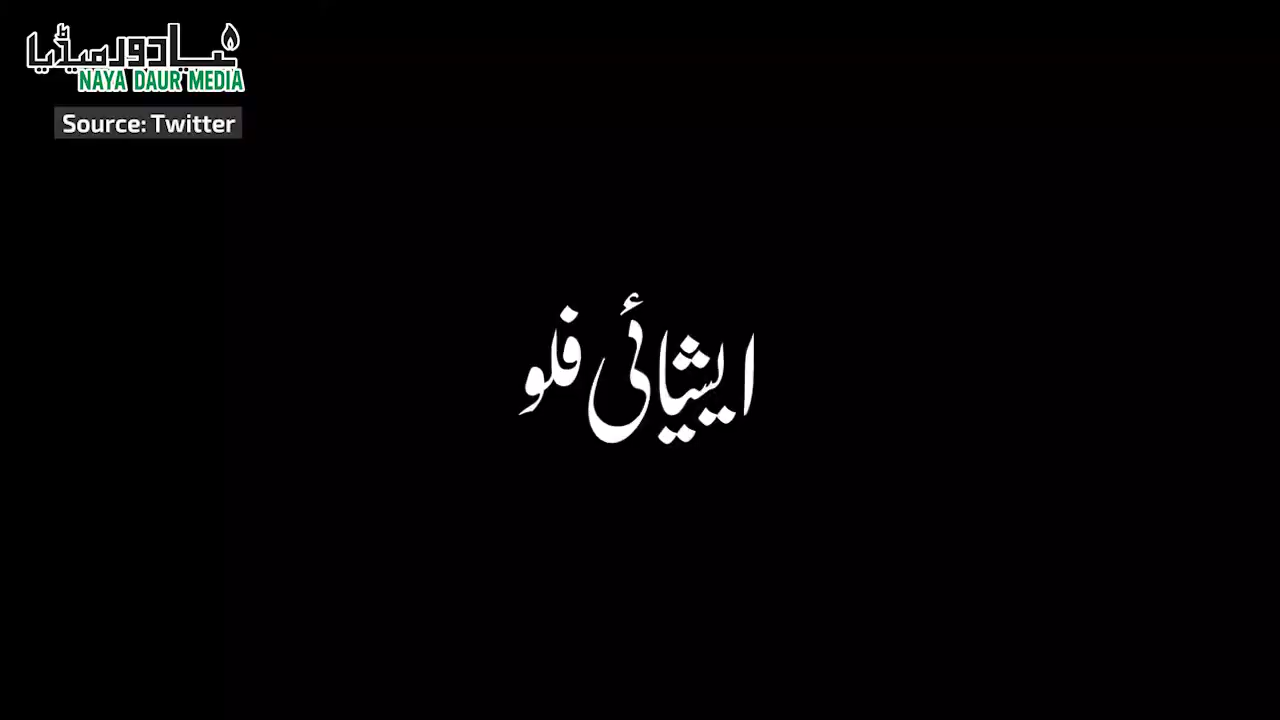 نیا دور میڈیا
NAYA DAUR MEDIA
Source: Twitter
ایشیائی فلو